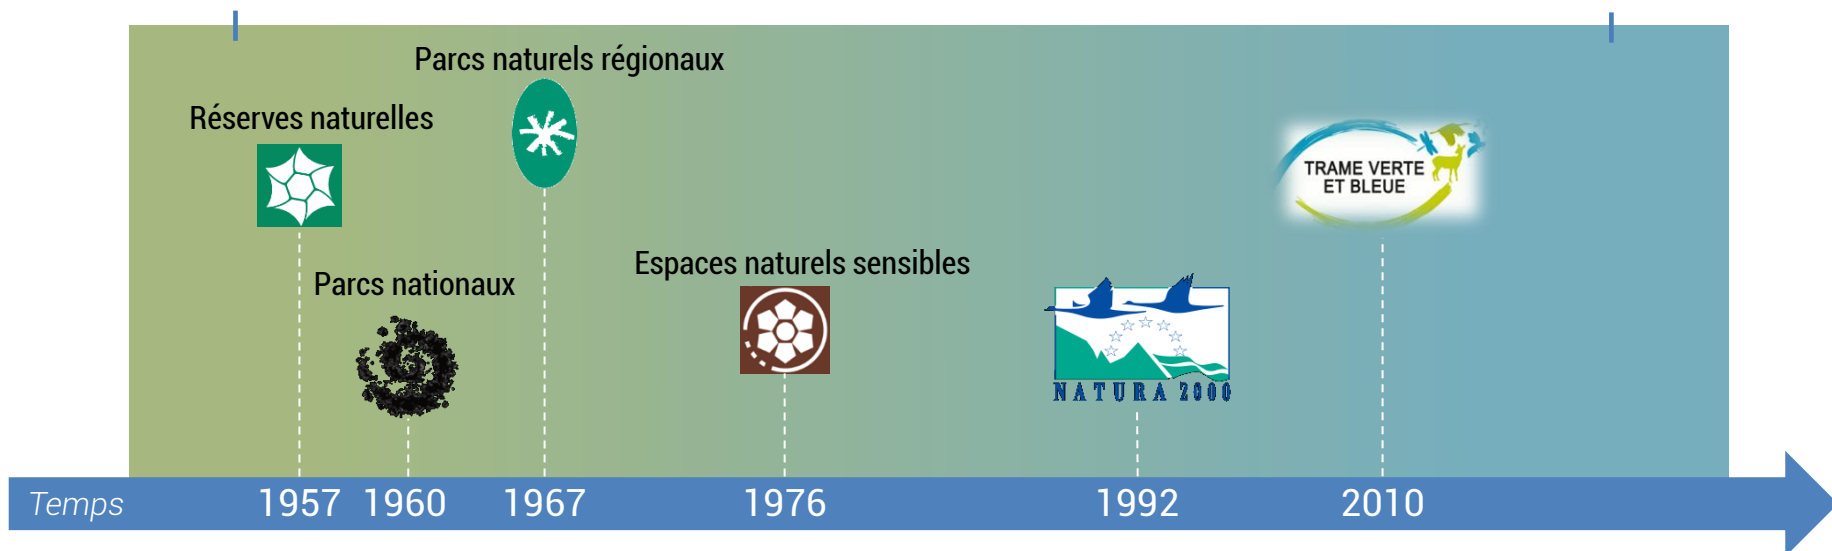 Parcs naturels régionaux
Réserves naturelles
TRAME VERTE
ET BLEUE
Espaces naturels sensibles
Parcs nationaux
NATURA 2000
Temps 1957 1960 1967 1976 1992 2010